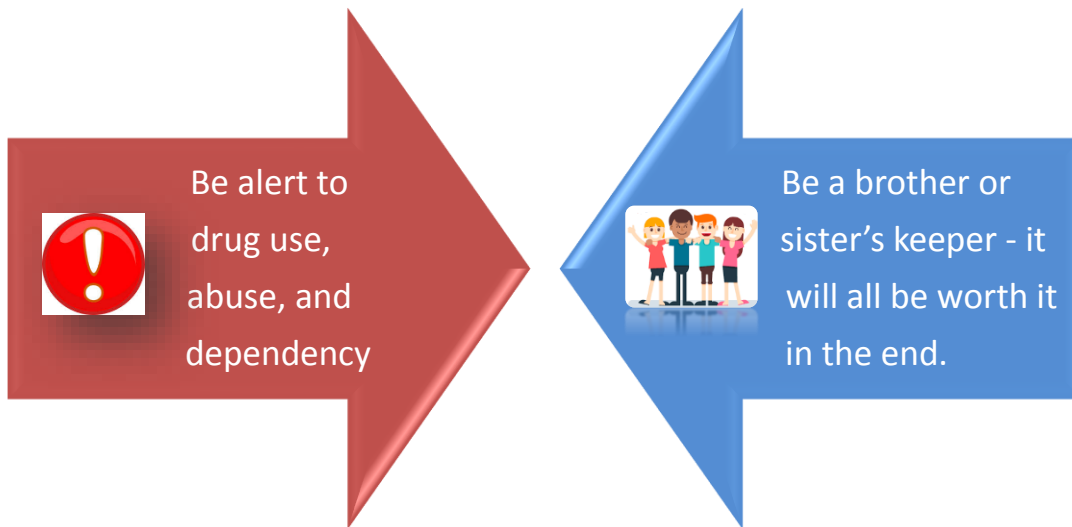 Be alert to
drug use,
abuse, and
dependency
Be a brother or
sister’s keeper - it
will all be worth it
in the end.